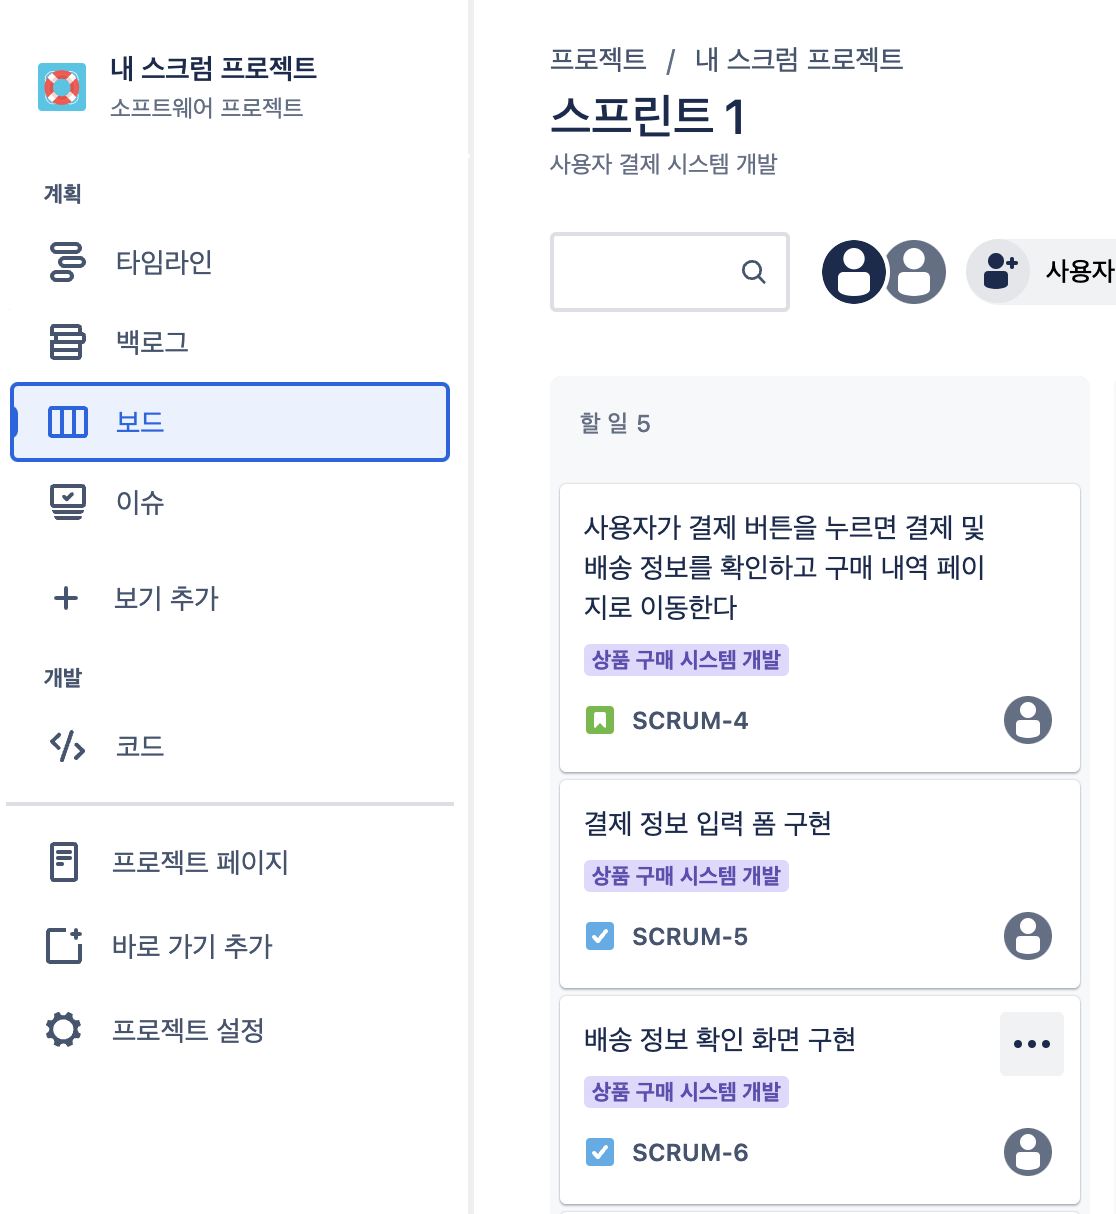 내 스크럼 프로젝트
소프트웨어 프로젝트
계획
타임라인
백로그
보드
이슈
보기 추가
개발
코드
프로젝트 페이지
바로 가기 추가
프로젝트 설정
프로젝트 / 내 스크럼 프로젝트
스프린트 1
사용자 결제 시스템 개발
사용자
할 일 5
사용자가 결제 버튼을 누르면 결제 및
배송 정보를 확인하고 구매 내역 페이
지로 이동한다
상품 구매 시스템 개발
SCRUM-4
결제 정보 입력 폼 구현
상품 구매 시스템 개발
SCRUM-5
배송 정보 확인 화면 구현
상품 구매 시스템 개발
SCRUM-6